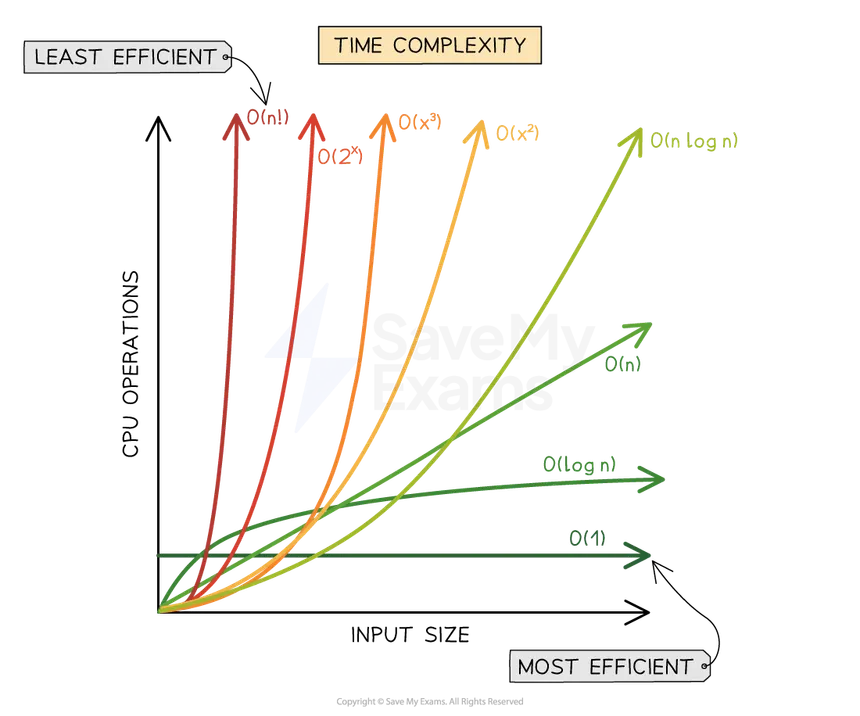 TIME COMPLEXITY
LEAST EFFICIENT
O(n!)
O(2ˣ)
O(x³)
O(x²)
O(n log n)
CPU OPERATIONS
SaveMy
Exams
O(n)
O(log n)
O(1)
INPUT SIZE
MOST EFFICIENT
Copyright © Save My Exams. All Rights Reserved